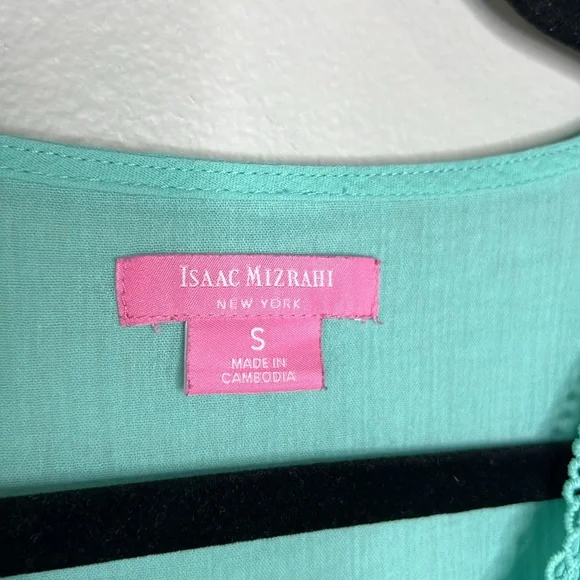 ISAAC MIZRAHI
NEW YORK
S
MADE IN
CAMBODIA